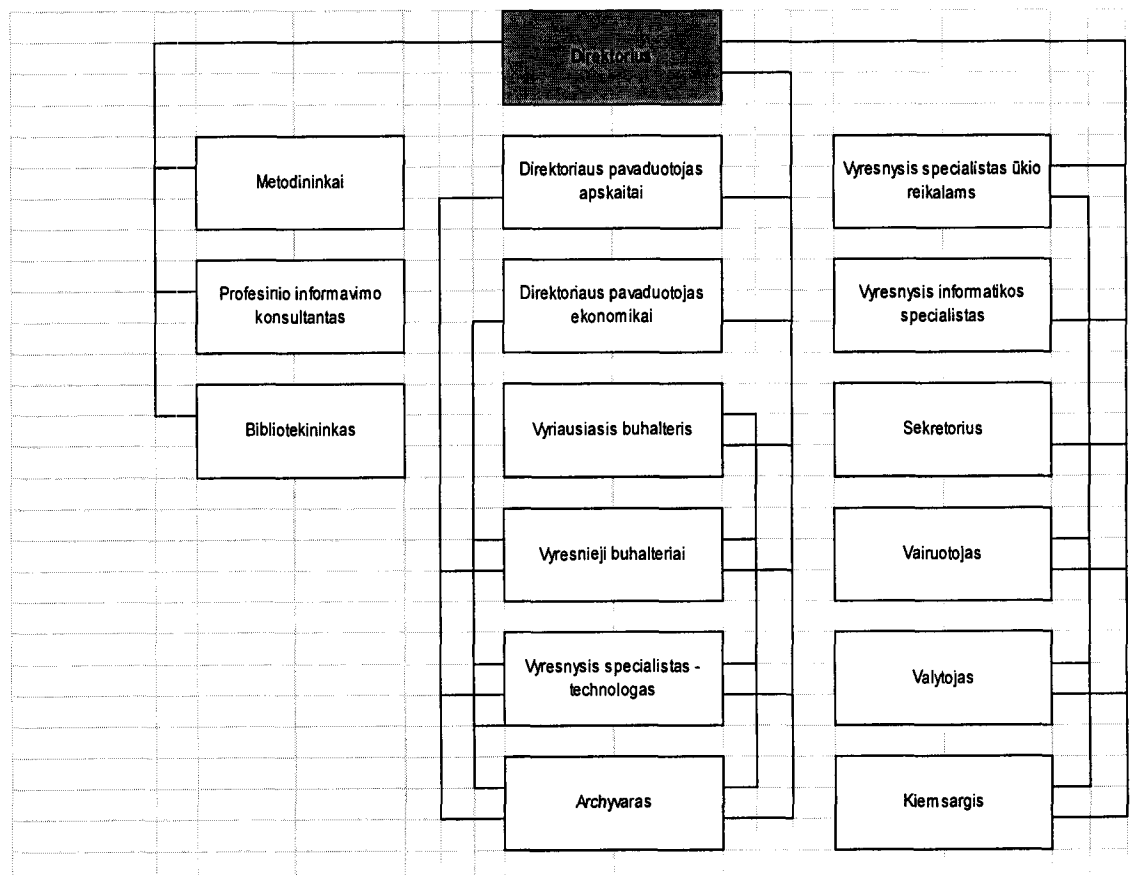 Direktorius
Metodininkai
Profesinio informavimo
konsultantas
Bibliotekininkas
Direktoriaus pavaduotojas
apskaitai
Direktoriaus pavaduotojas
ekonomikai
Vyriausiasis buhalteris
Vyresnieji buhalteriai
Vyresnysis specialistas -
technologas
Archyvaras
Vyresnysis specialistas ūkio
reikalams
Vyresnysis informatikos
specialistas
Sekretorius
Vairuotojas
Valytojas
Kiemsargis